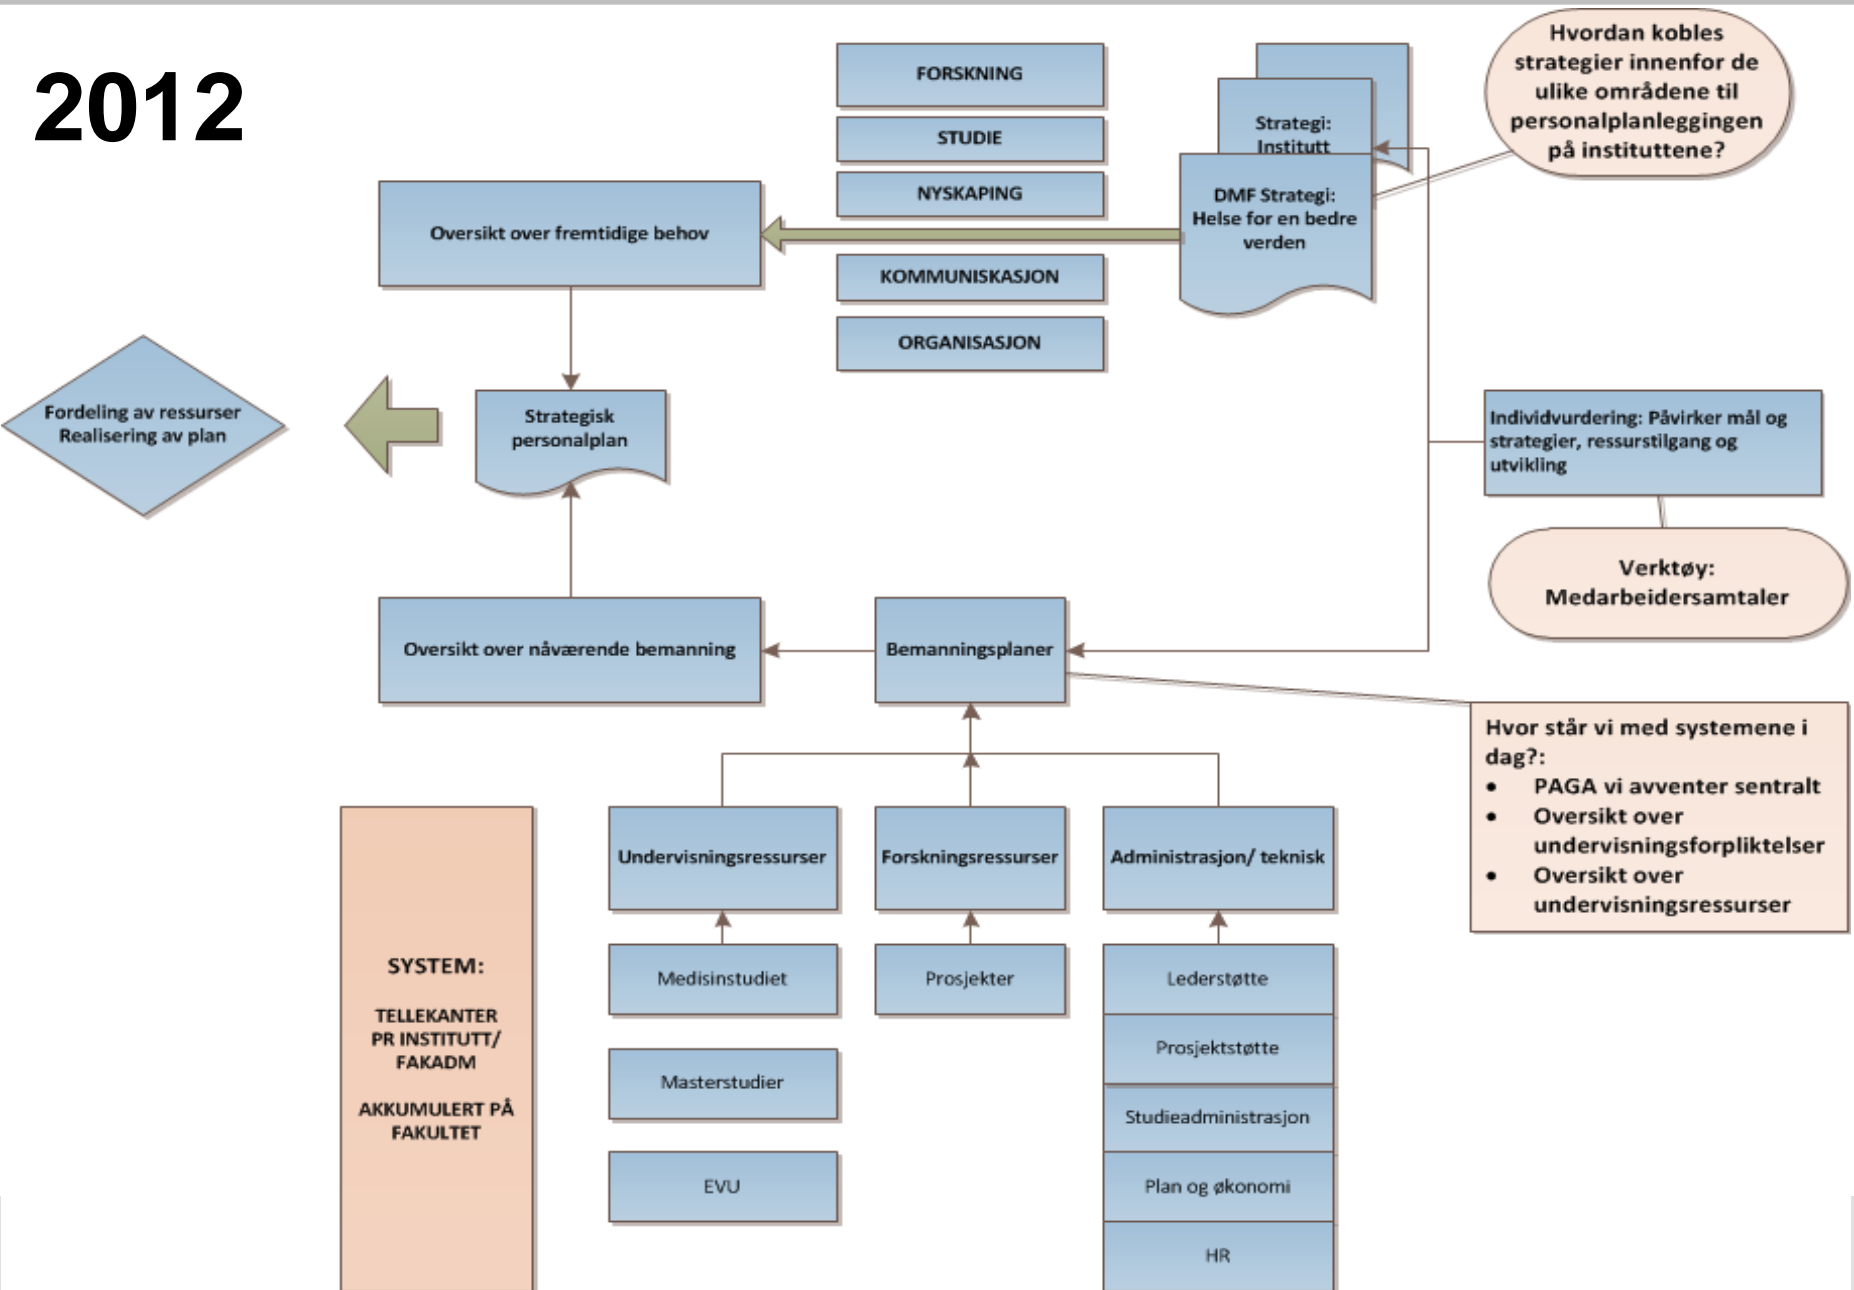 2012
FORSKNING
STUDIE
NYSKAPING
KOMMUNISKASJON
ORGANISASJON
Strategi:
Institutt
DMF Strategi:
Helse for en bedre
verden
Hvordan kobles
strategier innenfor de
ulike områdene til
personalplanleggingen
på instituttene?
Oversikt over fremtidige behov
Fordeling av ressurser
Realisering av plan
Strategisk
personalplan
Individvurdering: Påvirker mål og
strategier, ressurstilgang og
utvikling
Verktøy:
Medarbeidersamtaler
Oversikt over nåværende bemanning
Bemanningsplaner
Hvor står vi med systemene i
dag?:
• PAGA vi avventer sentralt
• Oversikt over
undervisningsforpliktelser
• Oversikt over
undervisningsressurser
SYSTEM:
TELLEKANTER
PR INSTITUTT/
FAKADM
AKKUMULERT PÅ
FAKULTET
Undervisningsressurser
Medisinstudiet
Masterstudier
EVU
Forskningsressurser
Prosjekter
Administrasjon/ teknisk
Lederstøtte
Prosjektstøtte
Studieadministrasjon
Plan og økonomi
HR